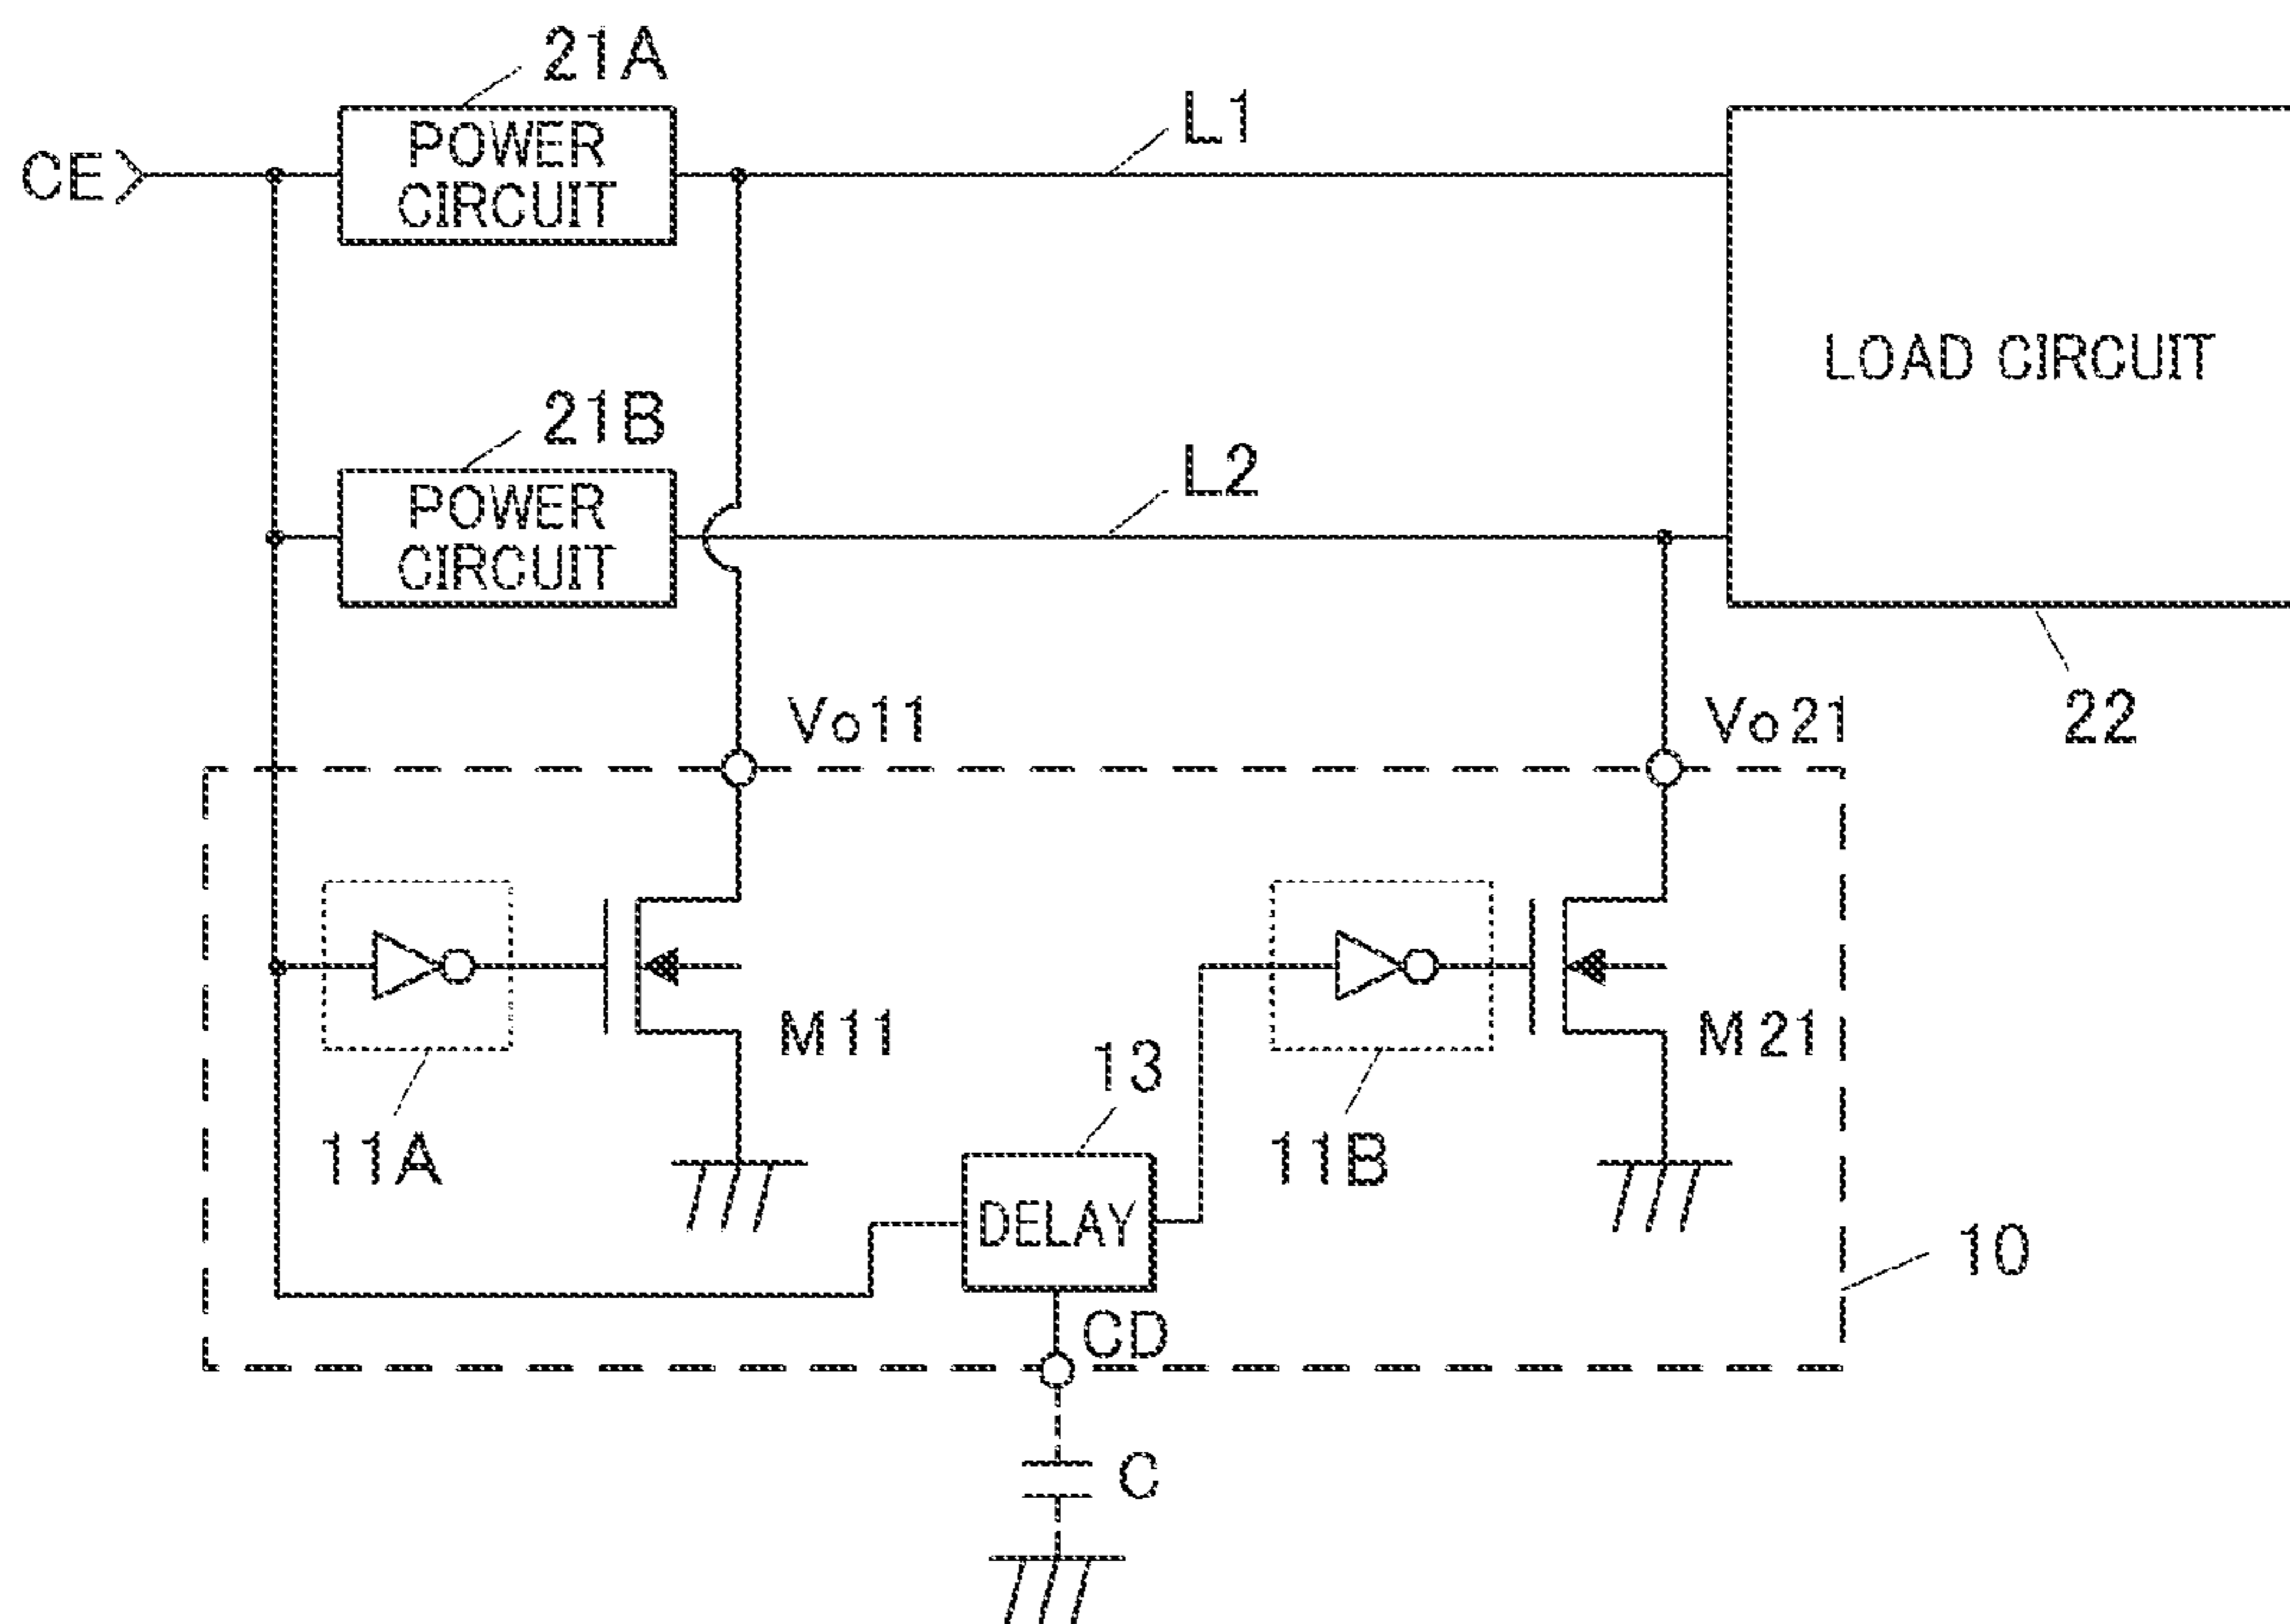 21A
POWER
CIRCUIT
L1
CE
LOAD CIRCUIT
21B
POWER
CIRCUIT
L2
22
Vo11
Vo21
M11
M21
13
11A
11B
DELAY
10
CD
C